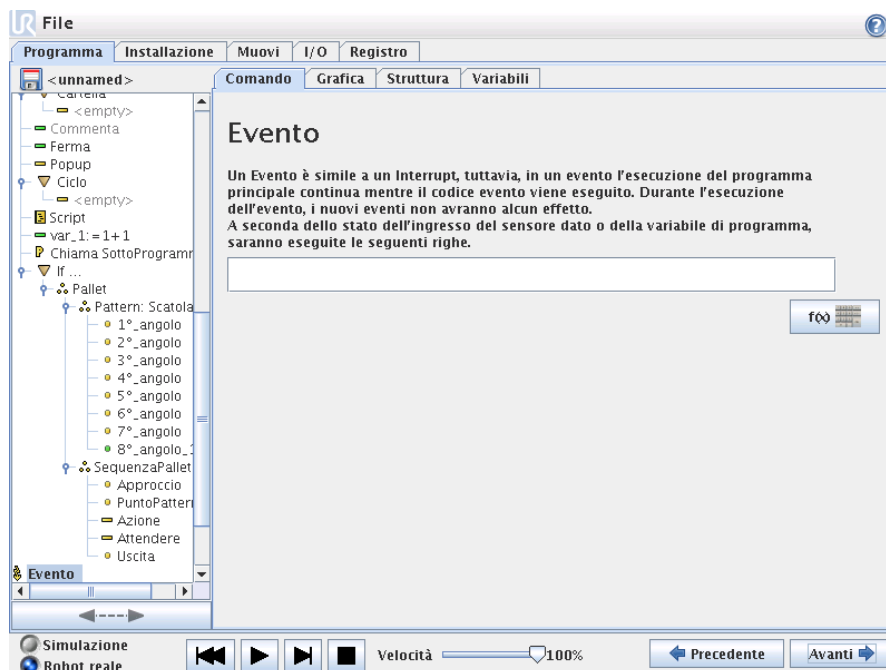 UR File
Programma Installazione Muovi I/O Registro
<unnamed>
Comando Grafica Struttura Variabili
Cartella
<empty>
Commenta
Ferma
Popup
Ciclo
<empty>
Script
var_1:=1+1
P Chiama SottoProgramr
If ...
Pallet
Pattern: Scatola
1°_angolo
2°_angolo
3°_angolo
4°_angolo
5°_angolo
6°_angolo
7°_angolo
8°_angolo_1
SequenzaPallet
Approccio
PuntoPattern
Azione
Attendere
Uscita
Evento
Evento
Un Evento è simile a un Interrupt, tuttavia, in un evento l'esecuzione del programma
principale continua mentre il codice evento viene eseguito. Durante l'esecuzione
dell'evento, i nuovi eventi non avranno alcun effetto.
A seconda dello stato dell'ingresso del sensore dato o della variabile di programma,
saranno eseguite le seguenti righe.
f(x)
Simulazione
Robot reale
Velocità 100%
Precedente Avanti